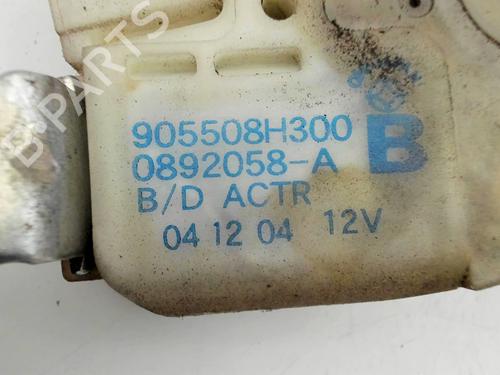 B-PARTS
905508H300
0892058-A
B
B/D ACTR
04 12 04 12V